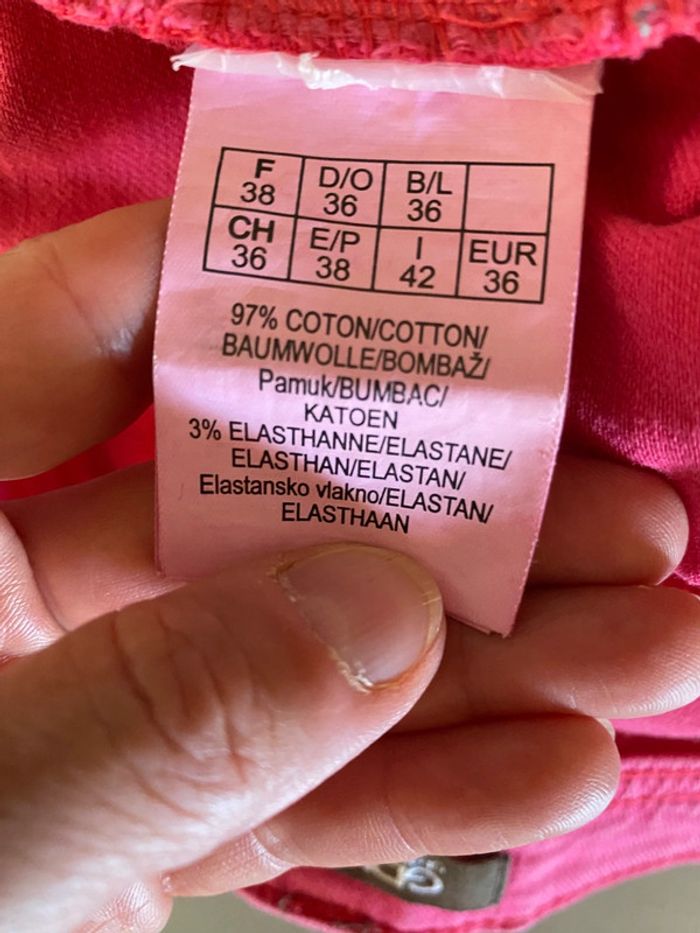 F D/O B/L
38 36 36
CH E/P I EUR
36 38 42 36
97% COTON/COTTON/
BAUMWOLLE/BOMBAŽ/
Pamuk/BUMBAC/
KATOEN
3% ELASTHANNE/ELASTANE/
ELASTHAN/ELASTAN/
Elastansko vlakno/ELASTAN/
ELASTHAAN